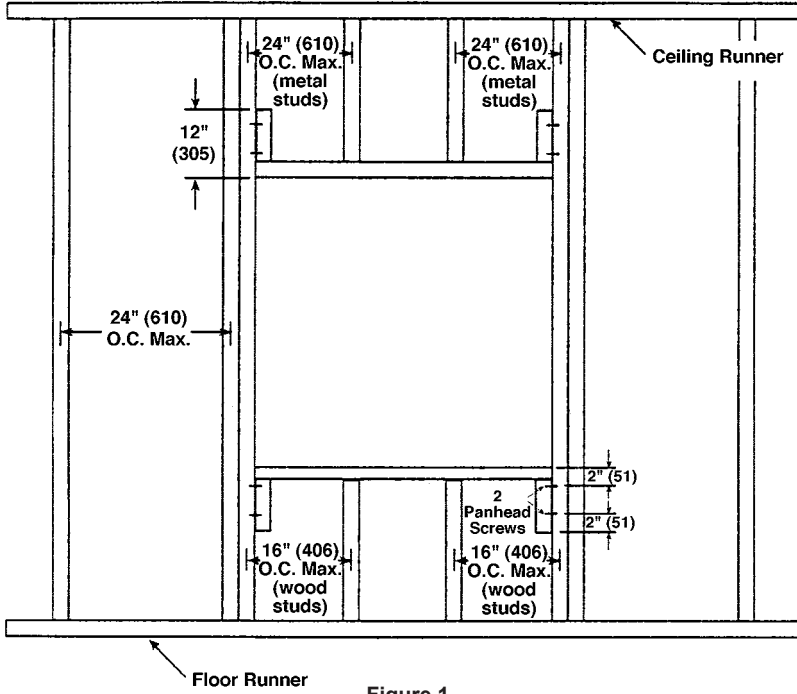 24" (610)
O.C. Max.
(metal
studs)
24" (610)
O.C. Max.
(metal
studs)
Ceiling Runner
12"
(305)
24" (610)
O.C. Max.
2" (51)
2
Panhead
Screws
2" (51)
16" (406)
O.C. Max.
(wood
studs)
16" (406)
O.C. Max.
(wood
studs)
Floor Runner
Figure 1